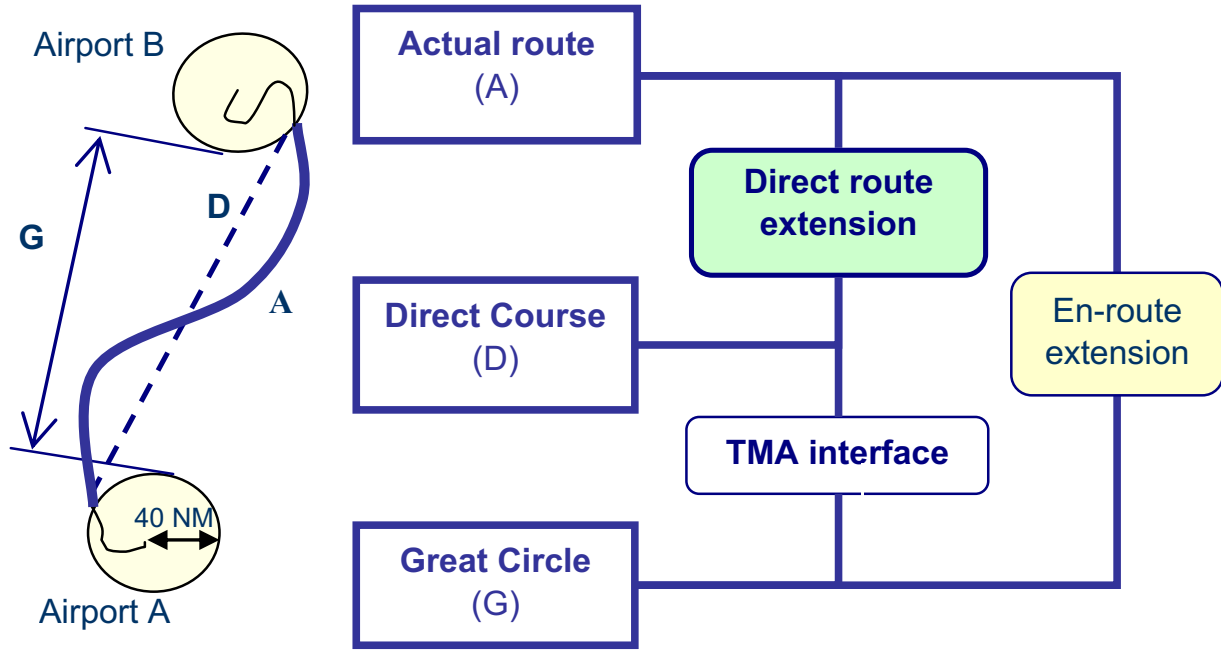 Airport B
G
D
A
40 NM
Airport A
Actual route
(A)
Direct route
extension
Direct Course
(D)
En-route
extension
TMA interface
Great Circle
(G)